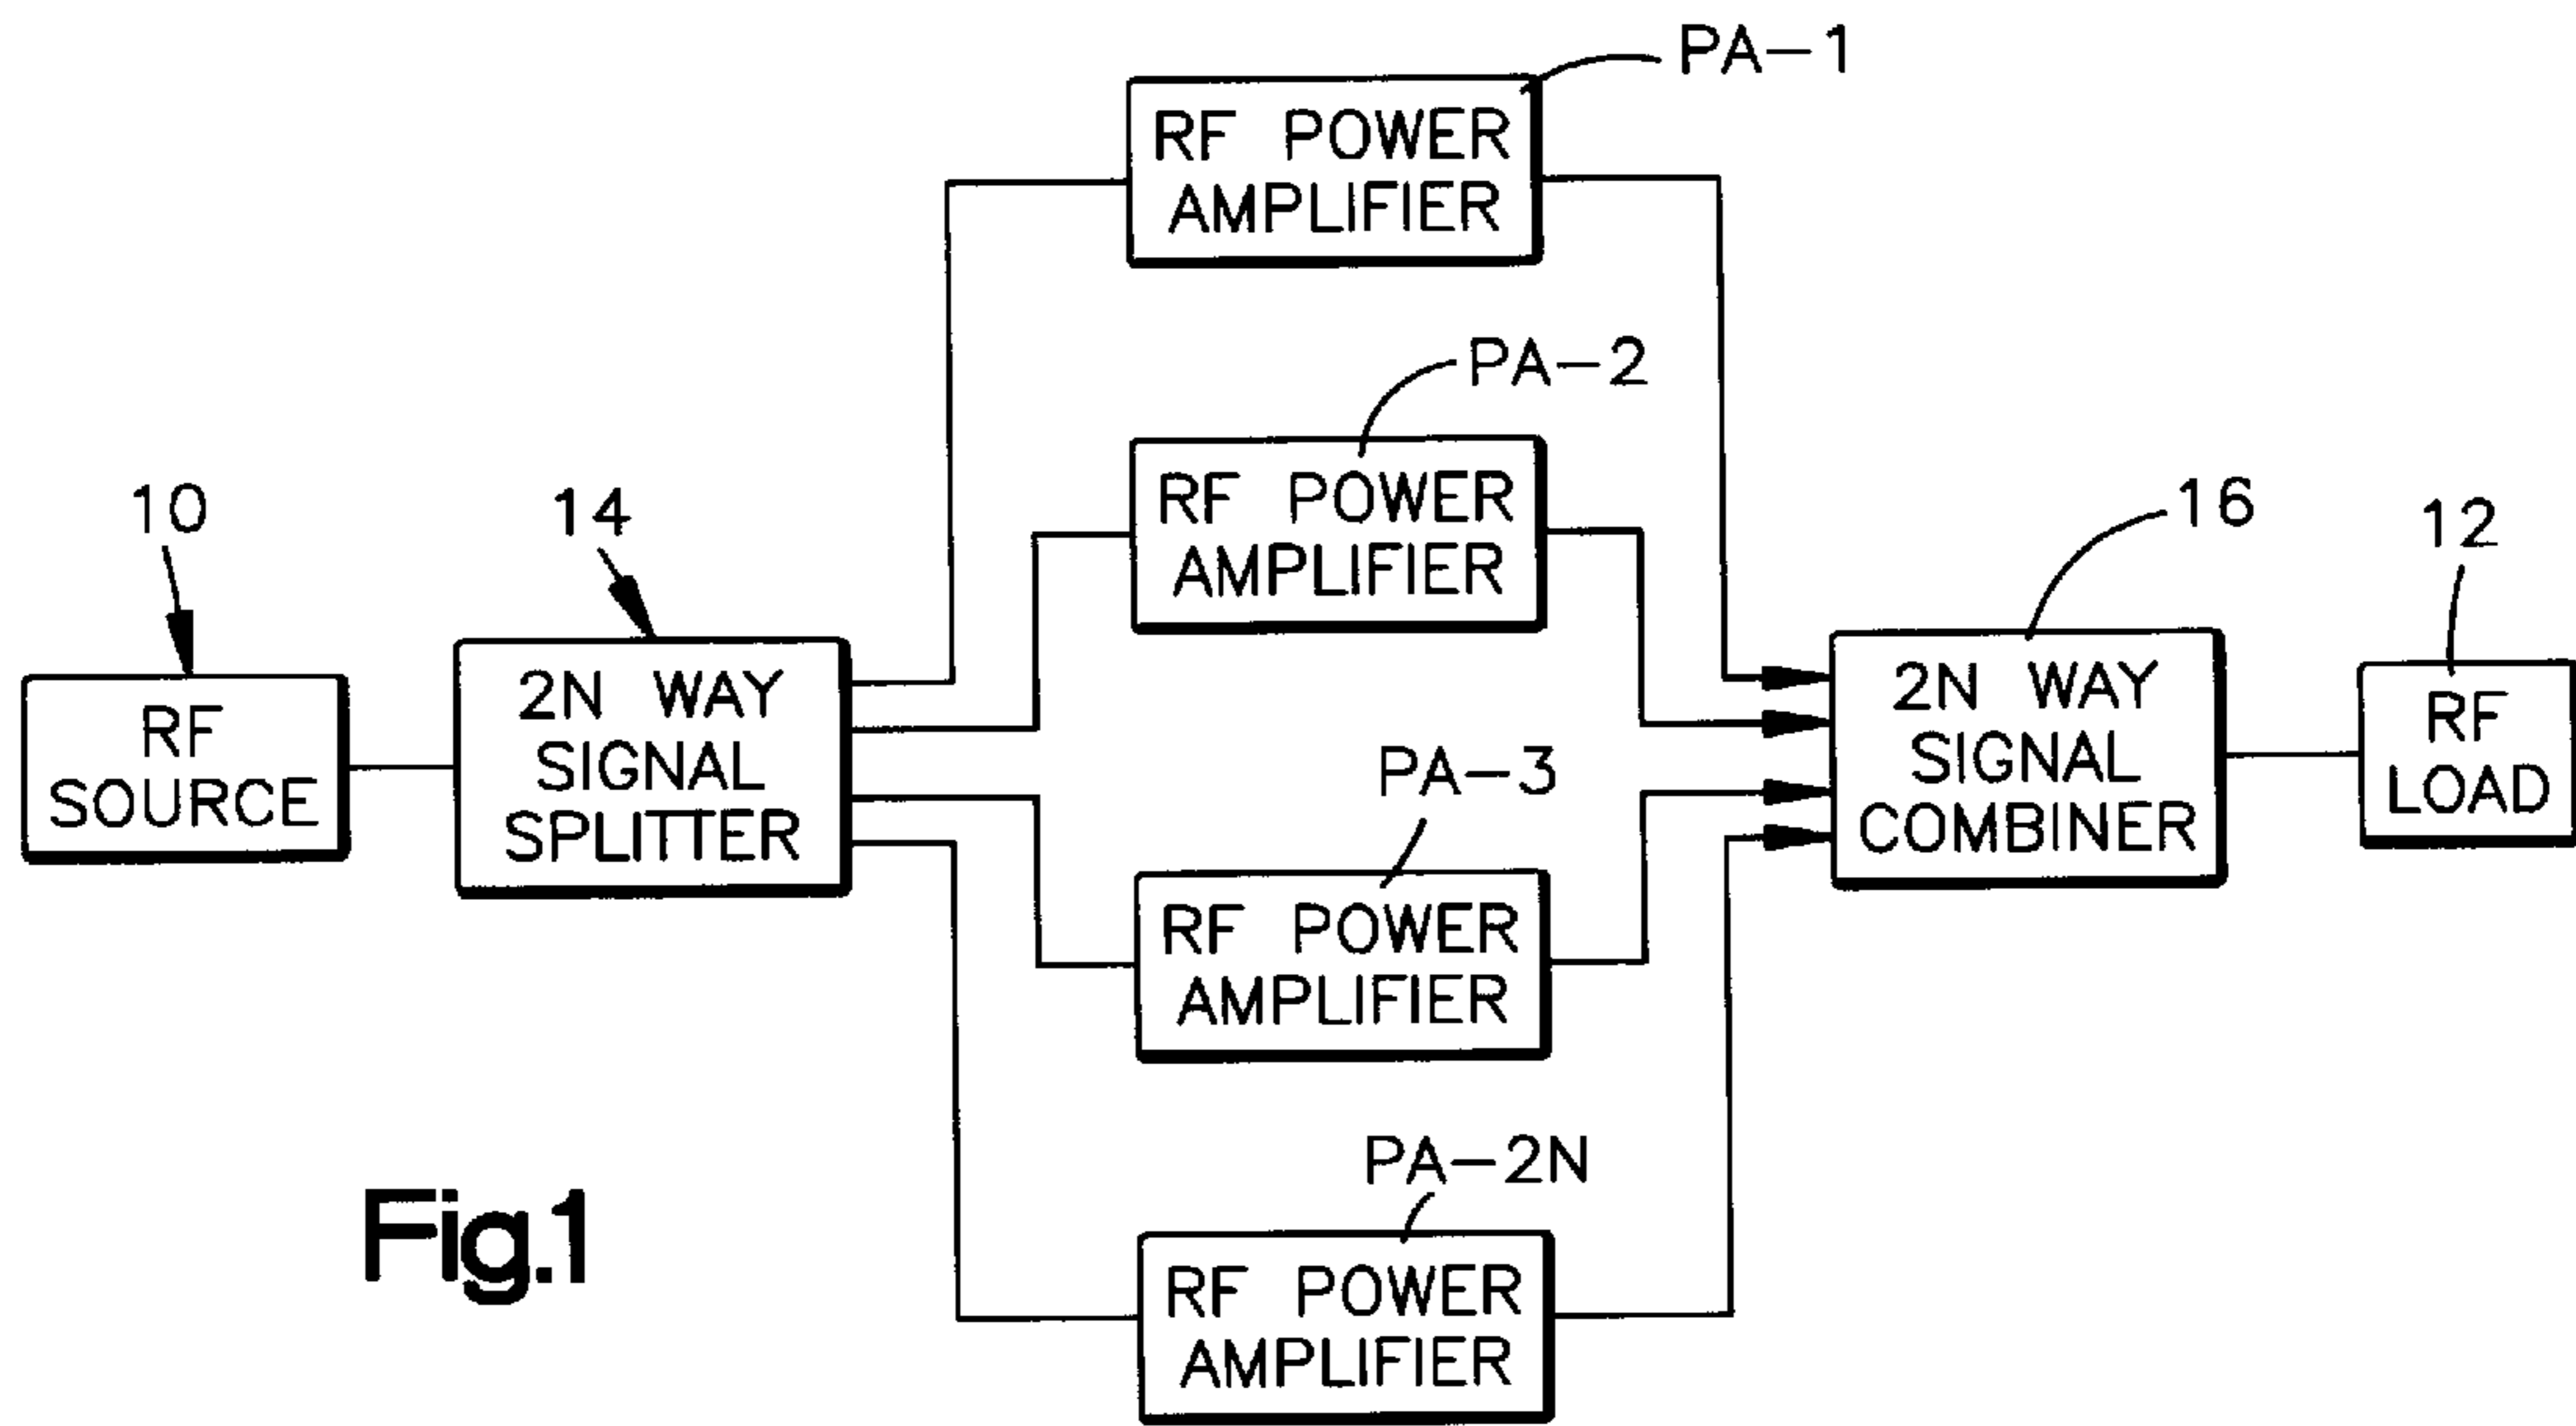 PA-1
RF POWER
AMPLIFIER
PA-2
RF POWER
AMPLIFIER
10
RF
SOURCE
14
2N WAY
SIGNAL
SPLITTER
PA-3
RF POWER
AMPLIFIER
16
2N WAY
SIGNAL
COMBINER
12
RF
LOAD
PA-2N
RF POWER
AMPLIFIER
Fig.1